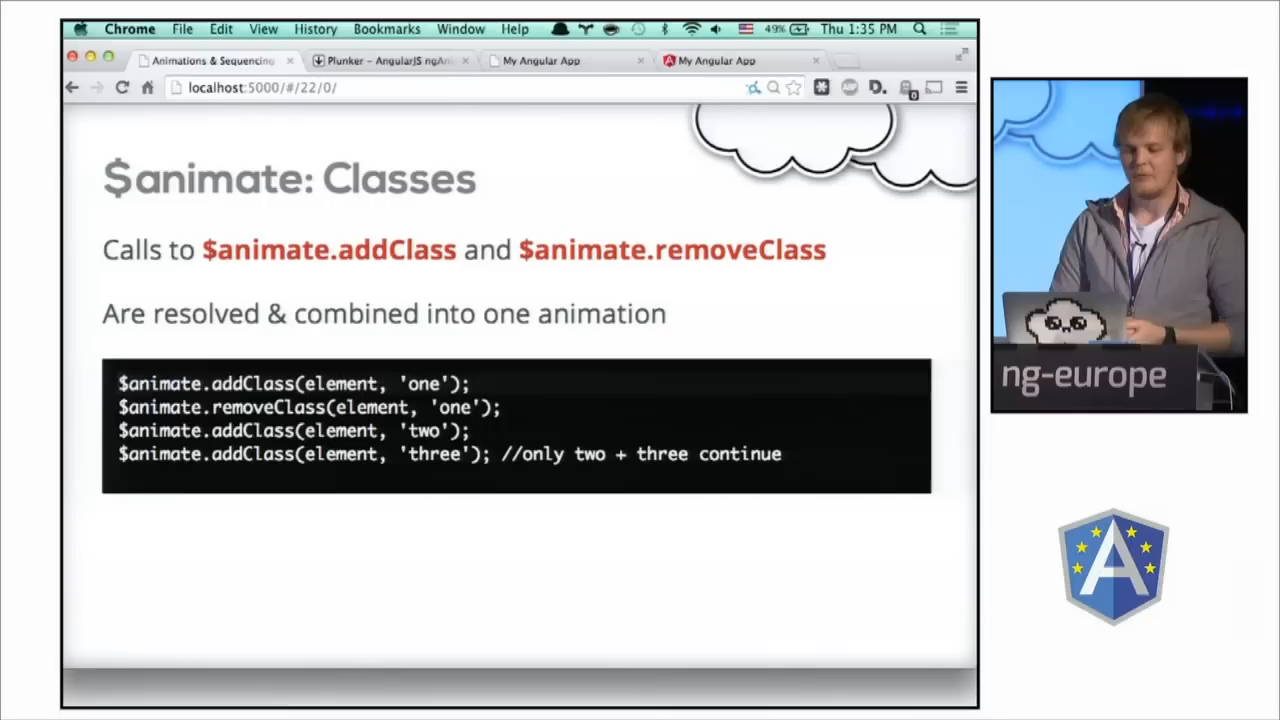 Chrome File Edit View History Bookmarks Window Help 49% Thu 1:35 PM
Animations & Sequencing Plunker - AngularJS ngAni My Angular App My Angular App
localhost:5000/#/22/0/ D. 0
$animate: Classes
Calls to $animate.addClass and $animate.removeClass
Are resolved & combined into one animation
$animate.addClass(element, 'one');
$animate.removeClass(element, 'one');
$animate.addClass(element, 'two');
$animate.addClass(element, 'three'); //only two + three continue
ng-europe
A